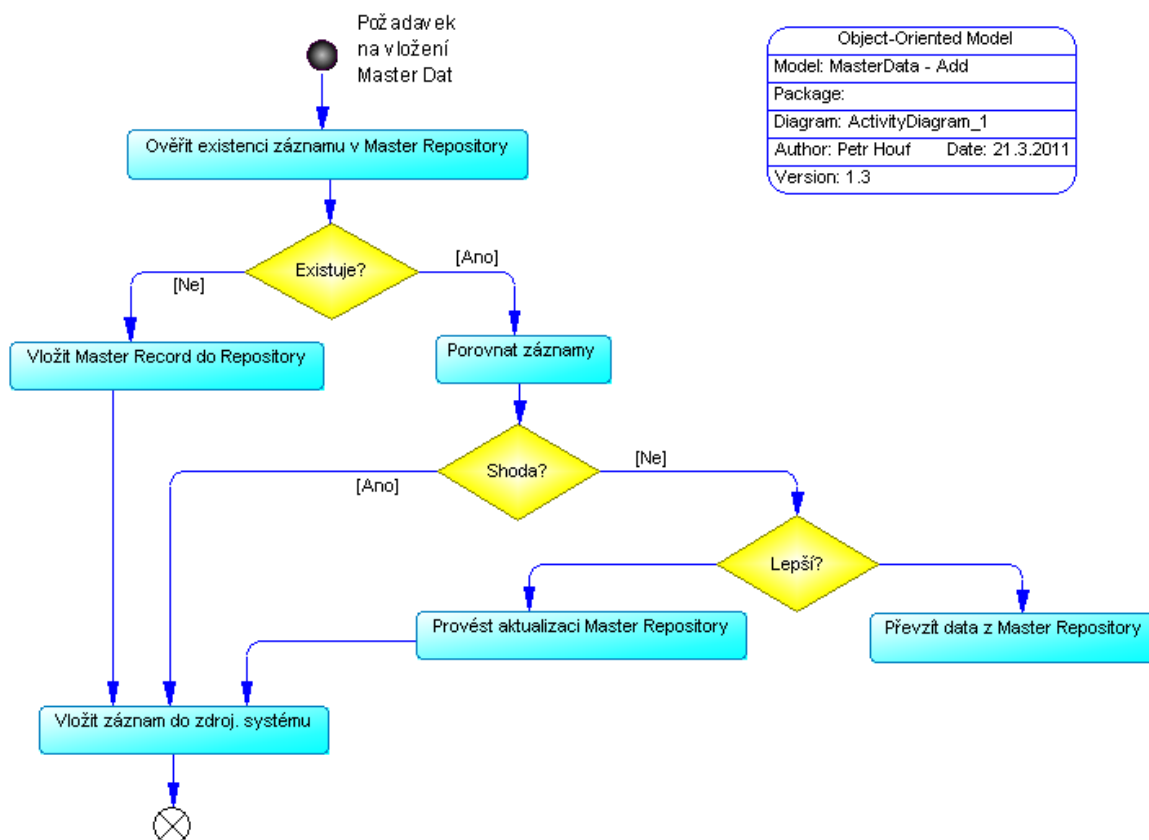 Požadavek
na vložení
Master Dat
Object-Oriented Model
Model: MasterData - Add
Package:
Diagram: ActivityDiagram_1
Author: Petr Houf Date: 21.3.2011
Version: 1.3
Ověřit existenci záznamu v Master Repository
Existuje?
[Ne]
[Ano]
Vložit Master Record do Repository
Porovnat záznamy
Shoda?
[Ano]
[Ne]
Lepší?
Provést aktualizaci Master Repository
Převzít data z Master Repository
Vložit záznam do zdroj. systému